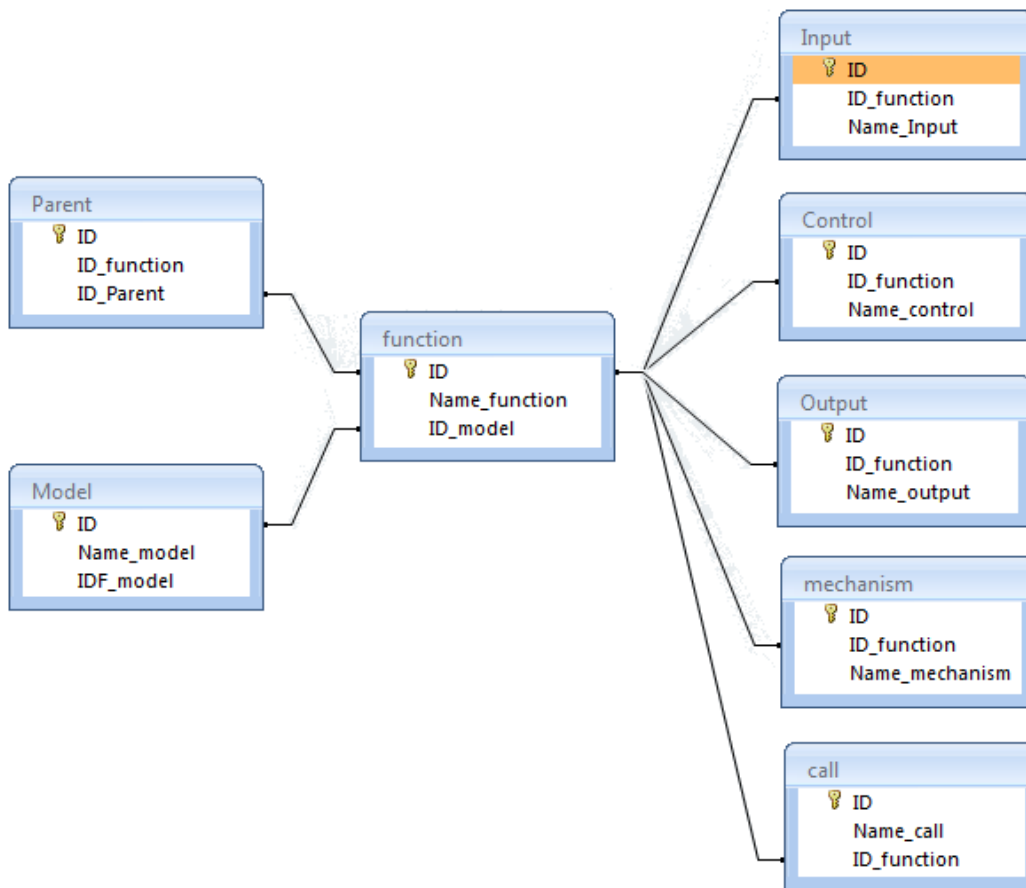 Parent
ID
ID_function
ID_Parent
Model
ID
Name_model
IDF_model
function
ID
Name_function
ID_model
Input
ID
ID_function
Name_Input
Control
ID
ID_function
Name_control
Output
ID
ID_function
Name_output
mechanism
ID
ID_function
Name_mechanism
call
ID
Name_call
ID_function